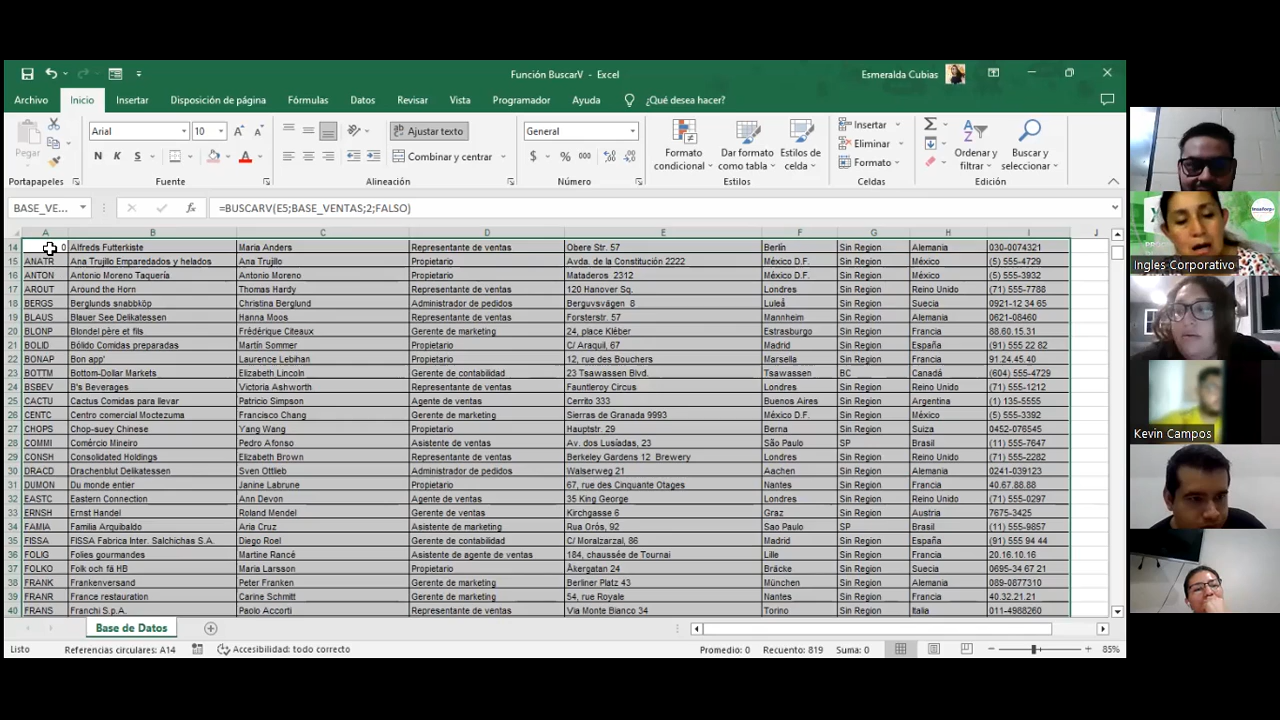 Función BuscarV - Excel
Esmeralda Cubias
Archivo Inicio Insertar Disposición de página Fórmulas Datos Revisar Vista Programador Ayuda ¿Qué desea hacer?
Pegar
Arial 10
N K S
Ajustar texto
Combinar y centrar
General
$ % 000
Formato condicional
Dar formato como tabla
Estilos de celda
Insertar
Eliminar
Formato
Ordenar y filtrar
Buscar y seleccionar
Portapapeles Fuente Alineación Número Estilos Celdas Edición
BASE_VE... fx =BUSCARV(E5;BASE_VENTAS;2;FALSO)
A B C D E F G H I J
14 0 Alfreds Futterkiste Maria Anders Representante de ventas Obere Str. 57 Berlín Sin Region Alemania 030-0074321
15 ANATR Ana Trujillo Emparedados y helados Ana Trujillo Propietario Avda. de la Constitución 2222 México D.F. Sin Region México (5) 555-4729
16 ANTON Antonio Moreno Taquería Antonio Moreno Propietario Mataderos 2312 México D.F. Sin Region México (5) 555-3932
17 AROUT Around the Horn Thomas Hardy Propietario 120 Hanover Sq. Londres Sin Region Reino Unido (71) 555-7788
18 BERGS Berglunds snabbköp Christina Berglund Administrador de pedidos Berguvsvägen 8 Luleå Sin Region Suecia 0921-12 34 65
19 BLAUS Blauer See Delikatessen Hanna Moos Propietario Forsterstr. 57 Mannheim Sin Region Alemania 0621-08460
20 BLONP Blondel père et fils Frédérique Citeaux Gerente de marketing 24, place Kléber Estrasburgo Sin Region Francia 88.60.15.31
21 BOLID Bólido Comidas preparadas Martín Sommer Propietario C/ Araquil, 67 Madrid Sin Region España (91) 555 22 82
22 BONAP Bon app' Laurence Lebihan Propietario 12, rue des Bouchers Marsella Sin Region Francia 91.24.45.40
23 BOTTM Bottom-Dollar Markets Elizabeth Lincoln Gerente de contabilidad 23 Tsawassen Blvd. Tsawassen BC Canadá (604) 555-4729
24 BSBEV B's Beverages Victoria Ashworth Representante de ventas Fauntleroy Circus Londres Sin Region Reino Unido (71) 555-1212
25 CACTU Cactus Comidas para llevar Patricio Simpson Agente de ventas Cerrito 333 Buenos Aires Sin Region Argentina (1) 135-5555
26 CENTC Centro comercial Moctezuma Francisco Chang Gerente de marketing Sierras de Granada 9993 México D.F. Sin Region México (5) 555-3392
27 CHOPS Chop-suey Chinese Yang Wang Propietario Hauptstr. 29 Berna Sin Region Suiza 0452-076545
28 COMMI Comércio Mineiro Pedro Afonso Asistente de ventas Av. dos Lusíadas, 23 São Paulo SP Brasil (11) 555-7647
29 CONSH Consolidated Holdings Elizabeth Brown Representante de ventas Berkeley Gardens 12 Brewery Londres Sin Region Reino Unido (71) 555-2282
30 DRACD Drachenblut Delikatessen Sven Ottlieb Administrador de pedidos Walserweg 21 Aachen Sin Region Alemania 0241-039123
31 DUMON Du monde entier Janine Labrune Propietario 67, rue des Cinquante Otages Nantes Sin Region Francia 40.67.88.88
32 EASTC Eastern Connection Ann Devon Agente de ventas 35 King George Londres Sin Region Reino Unido (71) 555-0297
33 ERNSH Ernst Handel Roland Mendel Gerente de ventas Kirchgasse 6 Graz Sin Region Austria 7675-3425
34 FAMIA Familia Arquibaldo Aria Cruz Asistente de marketing Rua Orós, 92 Sao Paulo SP Brasil (11) 555-9857
35 FISSA FISSA Fabrica Inter. Salchichas S.A. Diego Roel Gerente de contabilidad C/ Moralzarzal, 86 Madrid Sin Region España (91) 555 94 44
36 FOLIG Folies gourmandes Martine Rancé Asistente de agente de ventas 184, chaussée de Tournai Lille Sin Region Francia 20.16.10.16
37 FOLKO Folk och fä HB Maria Larsson Propietario Åkergatan 24 Bräcke Sin Region Suecia 0695-34 67 21
38 FRANK Frankenversand Peter Franken Gerente de marketing Berliner Platz 43 München Sin Region Alemania 089-0877310
39 FRANR France restauration Carine Schmitt Gerente de marketing 54, rue Royale Nantes Sin Region Francia 40.32.21.21
40 FRANS Franchi S.p.A. Paolo Accorti Representante de ventas Via Monte Bianco 34 Torino Sin Region Italia 011-4988260
Base de Datos
Listo Referencias circulares: A14 Accesibilidad: todo correcto Promedio: 0 Recuento: 819 Suma: 0 85%
Ingles Corporativo
Kevin Campos